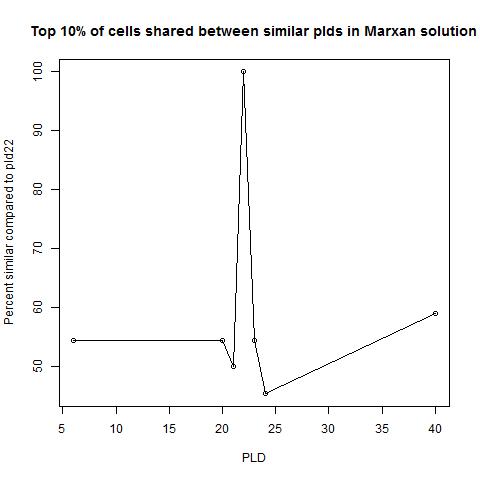 Top 10% of cells shared between similar plds in Marxan solution
100
90
80
70
60
50
Percent similar compared to pld22
5 10 15 20 25 30 35 40
PLD